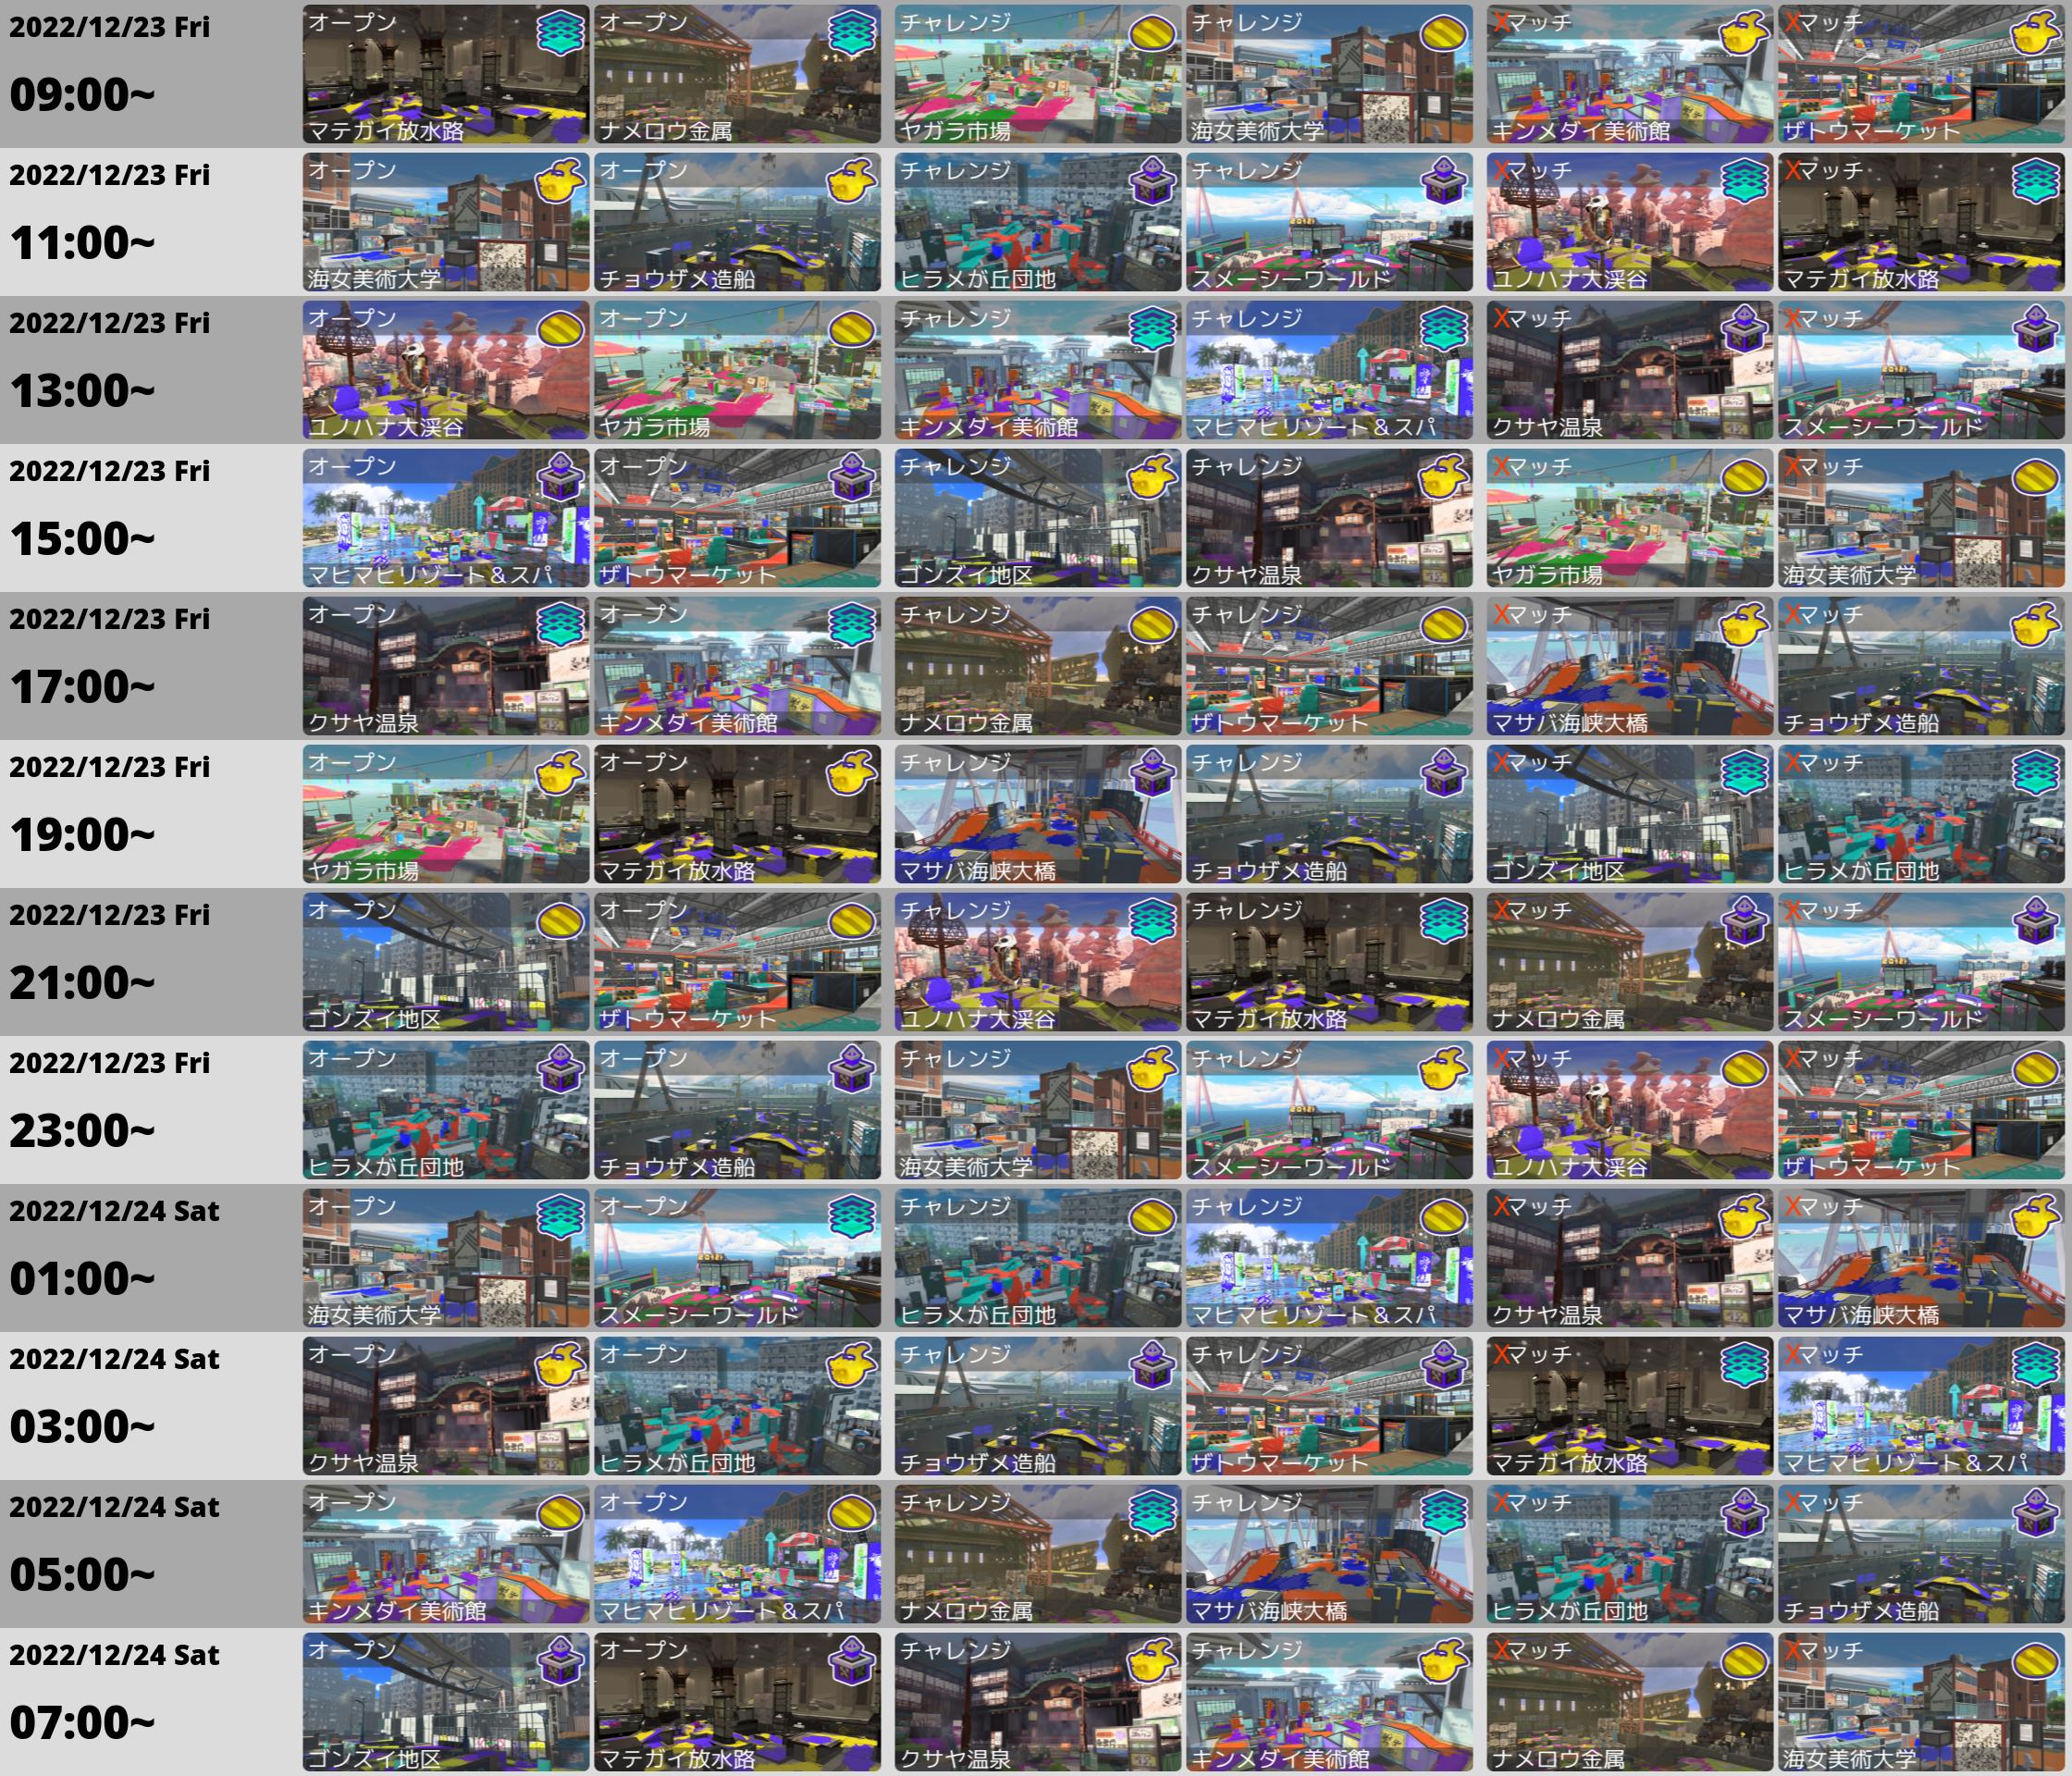 2022/12/23 Fri
09:00~
オープン オープン チャレンジ チャレンジ Xマッチ Xマッチ
マテガイ放水路 ナメロウ金属 ヤガラ市場 海女美術大学 キンメダイ美術館 ザトウマーケット
2022/12/23 Fri
11:00~
オープン オープン チャレンジ チャレンジ Xマッチ Xマッチ
海女美術大学 チョウザメ造船 ヒラメが丘団地 スメーシーワールド ユノハナ大渓谷 マテガイ放水路
2022/12/23 Fri
13:00~
オープン オープン チャレンジ チャレンジ Xマッチ Xマッチ
ユノハナ大渓谷 ヤガラ市場 キンメダイ美術館 マヒマヒリゾート＆スパ クサヤ温泉 スメーシーワールド
2022/12/23 Fri
15:00~
オープン オープン チャレンジ チャレンジ Xマッチ Xマッチ
マヒマヒリゾート＆スパ ザトウマーケット ゴンズイ地区 クサヤ温泉 ヤガラ市場 海女美術大学
2022/12/23 Fri
17:00~
オープン オープン チャレンジ チャレンジ Xマッチ Xマッチ
クサヤ温泉 キンメダイ美術館 ナメロウ金属 ザトウマーケット マサバ海峡大橋 チョウザメ造船
2022/12/23 Fri
19:00~
オープン オープン チャレンジ チャレンジ Xマッチ Xマッチ
ヤガラ市場 マテガイ放水路 マサバ海峡大橋 チョウザメ造船 ゴンズイ地区 ヒラメが丘団地
2022/12/23 Fri
21:00~
オープン オープン チャレンジ チャレンジ Xマッチ Xマッチ
ゴンズイ地区 ザトウマーケット ユノハナ大渓谷 マテガイ放水路 ナメロウ金属 スメーシーワールド
2022/12/23 Fri
23:00~
オープン オープン チャレンジ チャレンジ Xマッチ Xマッチ
ヒラメが丘団地 チョウザメ造船 海女美術大学 スメーシーワールド ユノハナ大渓谷 ザトウマーケット
2022/12/24 Sat
01:00~
オープン オープン チャレンジ チャレンジ Xマッチ Xマッチ
海女美術大学 スメーシーワールド ヒラメが丘団地 マヒマヒリゾート＆スパ クサヤ温泉 マサバ海峡大橋
2022/12/24 Sat
03:00~
オープン オープン チャレンジ チャレンジ Xマッチ Xマッチ
クサヤ温泉 ヒラメが丘団地 チョウザメ造船 ザトウマーケット マテガイ放水路 マヒマヒリゾート＆スパ
2022/12/24 Sat
05:00~
オープン オープン チャレンジ チャレンジ Xマッチ Xマッチ
キンメダイ美術館 マヒマヒリゾート＆スパ ナメロウ金属 マサバ海峡大橋 ヒラメが丘団地 チョウザメ造船
2022/12/24 Sat
07:00~
オープン オープン チャレンジ チャレンジ Xマッチ Xマッチ
ゴンズイ地区 マテガイ放水路 クサヤ温泉 キンメダイ美術館 ナメロウ金属 海女美術大学